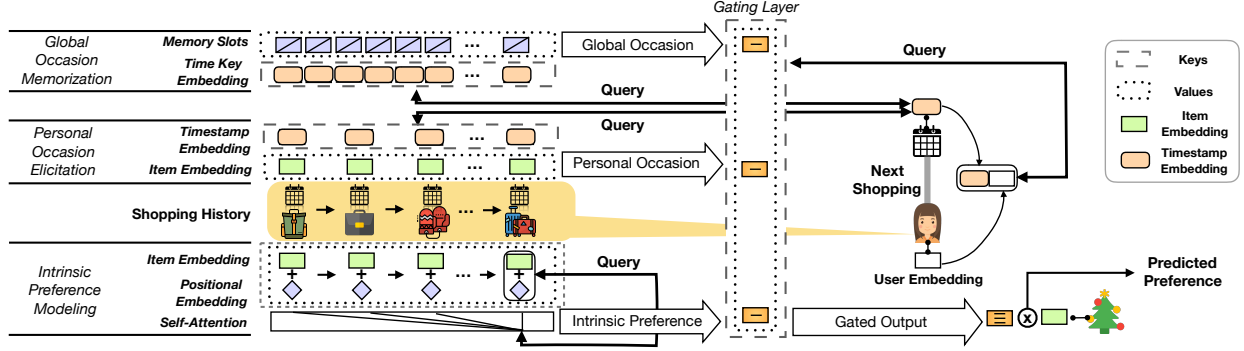 Gating Layer
Global
Occasion
Memorization
Memory Slots
Time Key
Embedding
...
...
Global Occasion
Query
Query
Keys
Values
Item
Embedding
Timestamp
Embedding
Personal
Occasion
Elicitation
Timestamp
Embedding
Item Embedding
...
...
Query
Query
Personal Occasion
Next
Shopping
Shopping History
...
User Embedding
Intrinsic
Preference
Modeling
Item Embedding
Positional
Embedding
Self-Attention
+
+
+
...
+
Query
Intrinsic Preference
Gated Output
X
Predicted
Preference